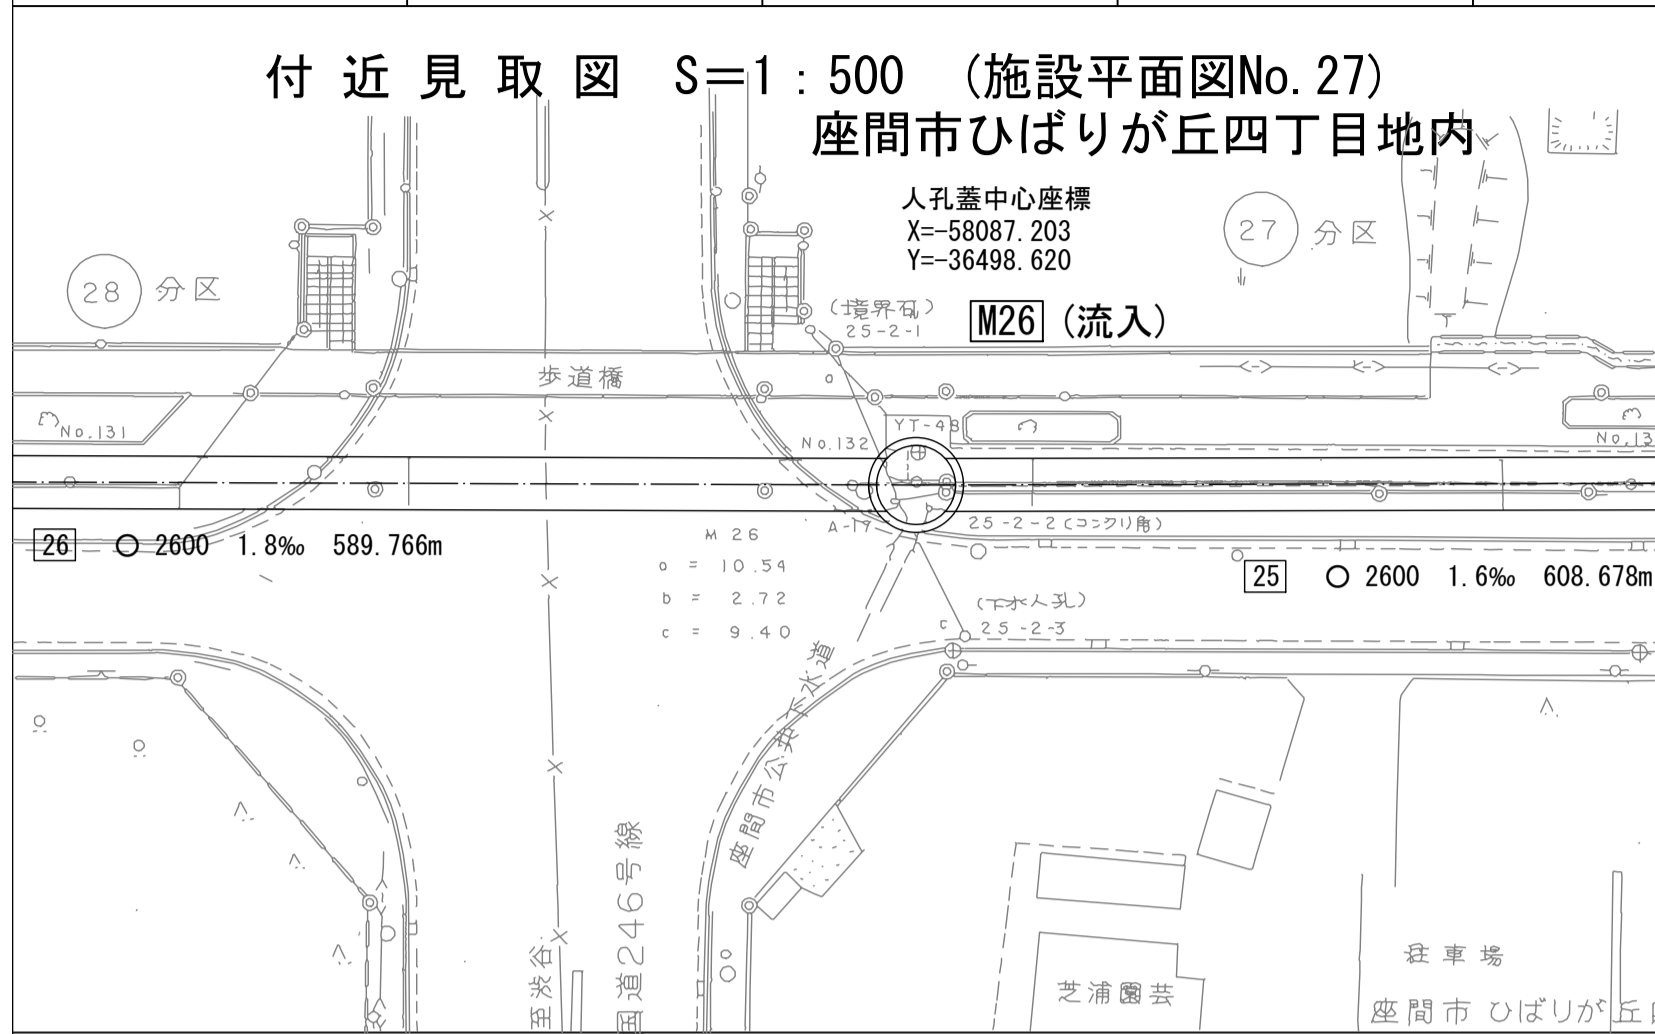 付近見取図 S=1:500 (施設平面図No.27)
座間市ひばりが丘四丁目地内
人孔蓋中心座標
X=-58087.203
Y=-36498.620
27 分区
28 分区
(境界石)
25-2-1
M26 (流入)
歩道橋
No.131
No.132
YT-48
No.13
A-19
25-2-2(コンクリ角)
26 ○ 2600 1.8‰ 589.766m
25 ○ 2600 1.6‰ 608.678m
M 26
a = 10.54
b = 2.72
c = 9.40
a
c
(下水人孔)
25-2-3
座間市公共下水道
国道246号線
至渋谷
芝浦園芸
駐車場
座間市 ひばりが丘